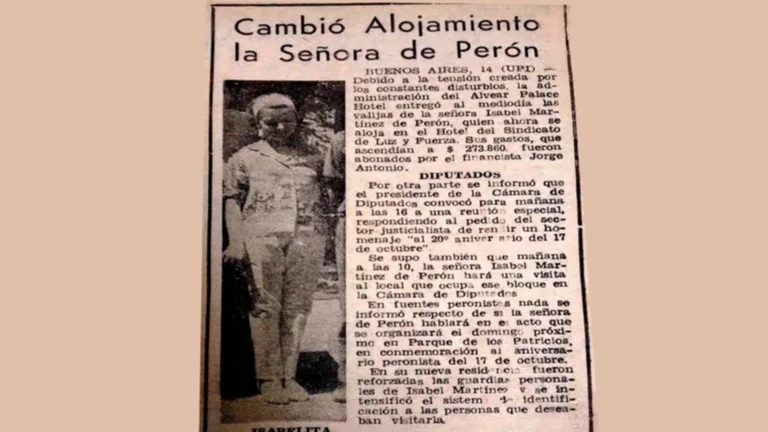 Cambió Alojamiento
la Señora de Perón
BUENOS AIRES, 14 (UPI) —
Debido a la tensión creada por
los constantes disturbios, la ad-
ministración del Alvear Palace
Hotel entregó al mediodía las
valijas de la señora Isabel Mar-
tínez de Perón, quien ahora se
aloja en el Hotel del Sindicato
de Luz y Fuerza. Sus gastos, que
ascendían a $ 273.860, fueron
abonados por el financista Jorge
Antonio.
DIPUTADOS
Por otra parte se informó que
el presidente de la Cámara de
Diputados convocó para mañana
a las 16 a una reunión especial,
respondiendo al pedido del sec-
tor justicialista de rendir un ho-
menaje "al 20º aniversario del 17
de octubre".
Se supo también que mañana
a las 10, la señora Isabel Mar-
tínez de Perón hará una visita
al local que ocupa ese bloque en
la Cámara de Diputados
En fuentes peronistas nada se
informó respecto de si la señora
de Perón hablará en el acto que
se organizará el domingo próxi-
mo en Parque de los Patricios,
en conmemoración al aniversa-
rio peronista del 17 de octubre.
En su nueva residencia fueron
reforzadas las guardias persona-
les de Isabel Martínez y se in-
tensificó el sistema de identifi-
cación a las personas que desea-
ban visitarla
ISABELITA